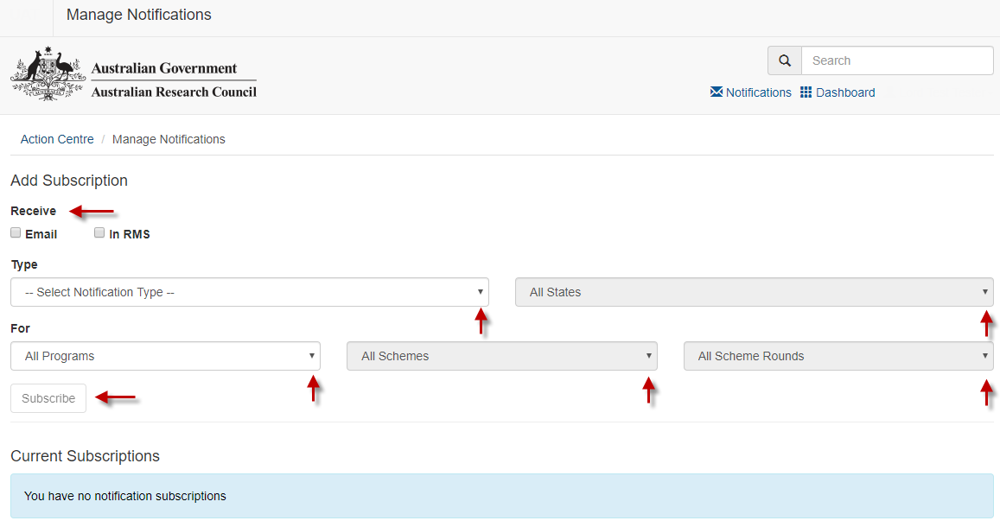 Manage Notifications
Australian Government
Australian Research Council
Search
Notifications Dashboard
Action Centre / Manage Notifications
Add Subscription
Receive
Email In RMS
Type
-- Select Notification Type -- All States
For
All Programs All Schemes All Scheme Rounds
Subscribe
Current Subscriptions
You have no notification subscriptions